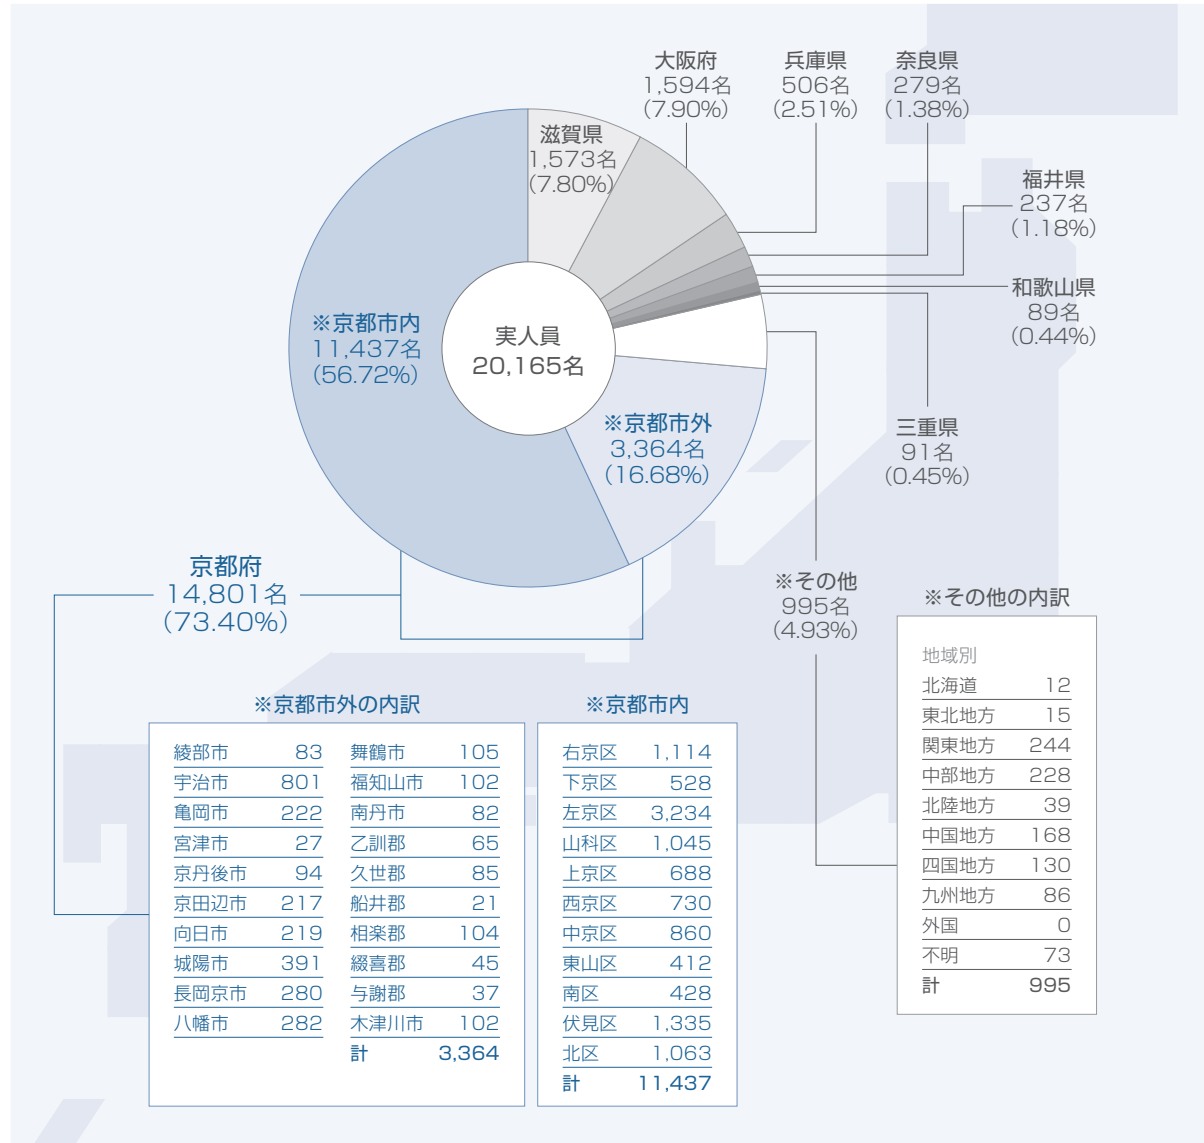 大阪府
1,594名
(7.90%)
兵庫県
506名
(2.51%)
奈良県
279名
(1.38%)
滋賀県
1,573名
(7.80%)
福井県
237名
(1.18%)
和歌山県
89名
(0.44%)
三重県
91名
(0.45%)
実人員
20,165名
※京都市内
11,437名
(56.72%)
※京都市外
3,364名
(16.68%)
京都府
14,801名
(73.40%)
※その他
995名
(4.93%)
※京都市外の内訳
綾部市 83 舞鶴市 105
宇治市 801 福知山市 102
亀岡市 222 南丹市 82
宮津市 27 乙訓郡 65
京丹後市 94 久世郡 85
京田辺市 217 船井郡 21
向日市 219 相楽郡 104
城陽市 391 綴喜郡 45
長岡京市 280 与謝郡 37
八幡市 282 木津川市 102
計 3,364
※京都市内
右京区 1,114
下京区 528
左京区 3,234
山科区 1,045
上京区 688
西京区 730
中京区 860
東山区 412
南区 428
伏見区 1,335
北区 1,063
計 11,437
※その他の内訳
地域別
北海道 12
東北地方 15
関東地方 244
中部地方 228
北陸地方 39
中国地方 168
四国地方 130
九州地方 86
外国 0
不明 73
計 995